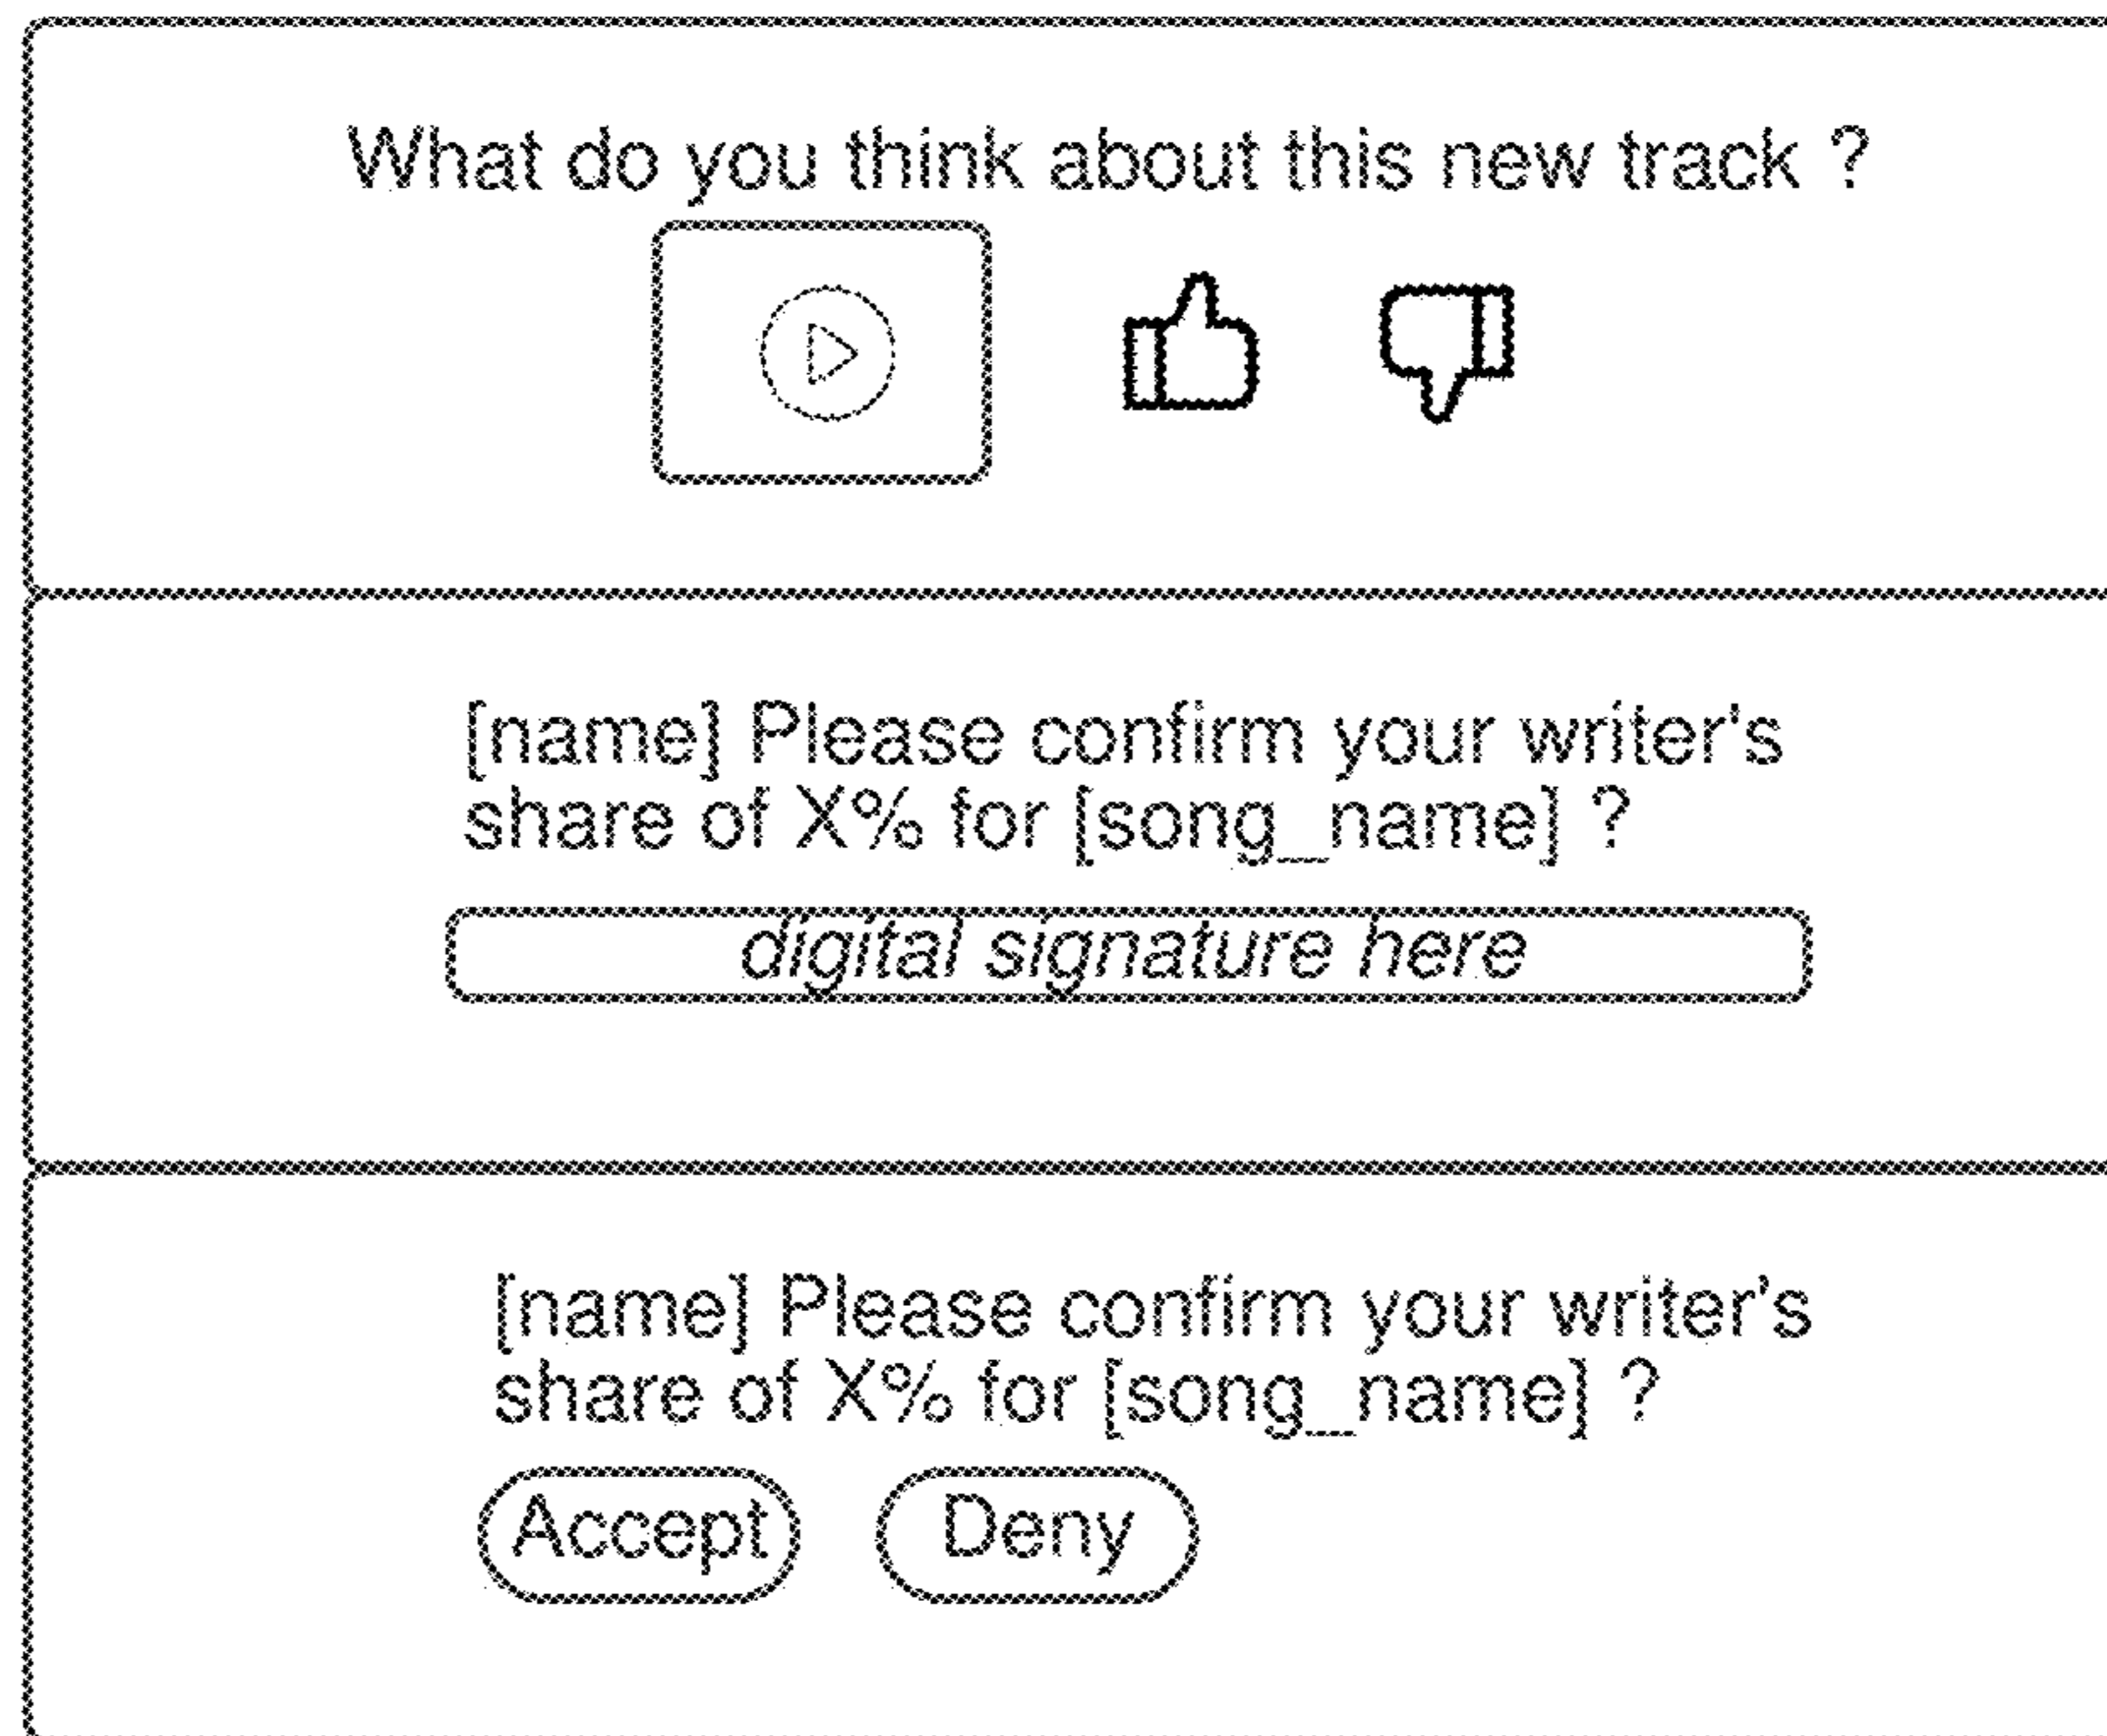 What do you think about this new track ?
[name] Please confirm your writer's
share of X% for [song_name] ?
digital signature here
[name] Please confirm your writer's
share of X% for [song_name] ?
Accept Deny